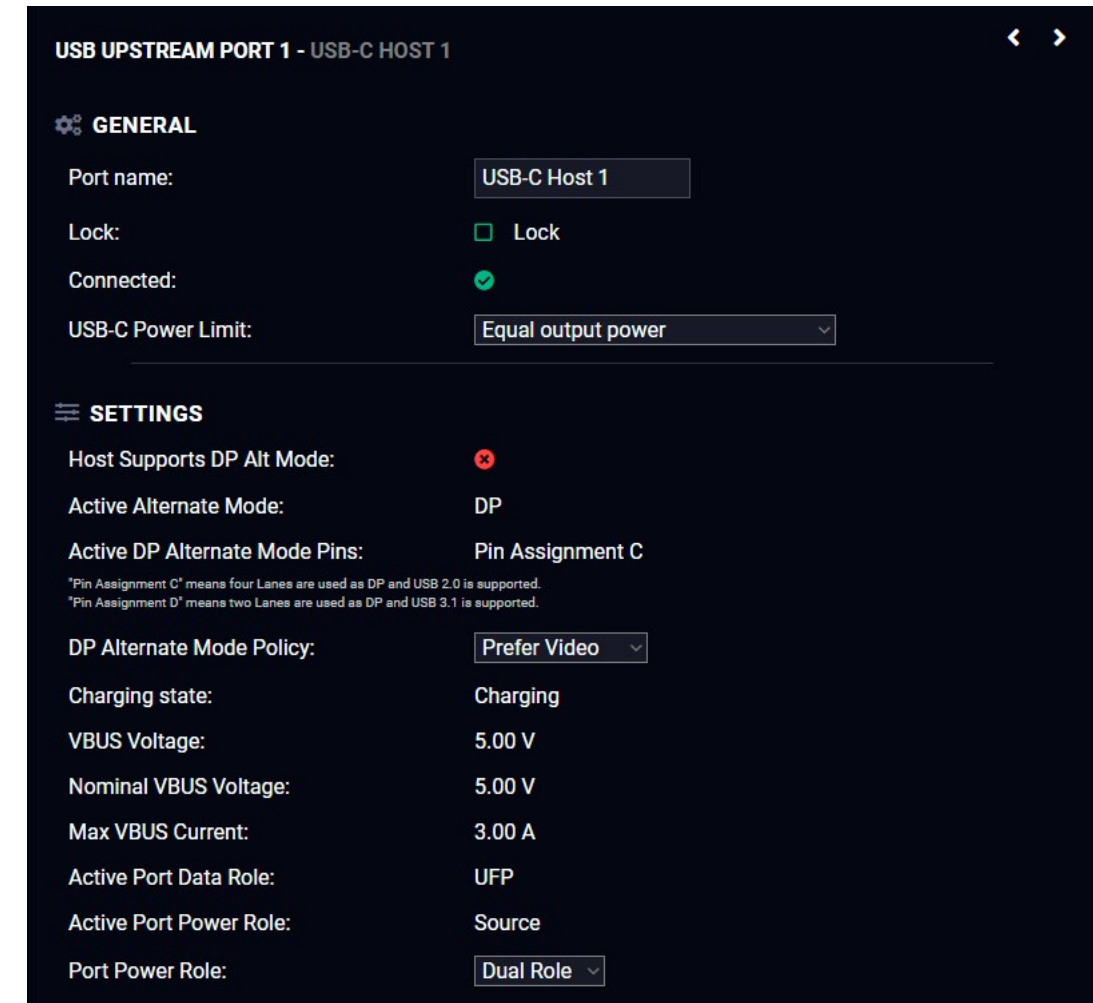 USB UPSTREAM PORT 1 - USB-C HOST 1
GENERAL
Port name: USB-C Host 1
Lock: Lock
Connected:
USB-C Power Limit: Equal output power
SETTINGS
Host Supports DP Alt Mode:
Active Alternate Mode: DP
Active DP Alternate Mode Pins: Pin Assignment C
"Pin Assignment C" means four Lanes are used as DP and USB 2.0 is supported.
"Pin Assignment D" means two Lanes are used as DP and USB 3.1 is supported.
DP Alternate Mode Policy: Prefer Video
Charging state: Charging
VBUS Voltage: 5.00 V
Nominal VBUS Voltage: 5.00 V
Max VBUS Current: 3.00 A
Active Port Data Role: UFP
Active Port Power Role: Source
Port Power Role: Dual Role